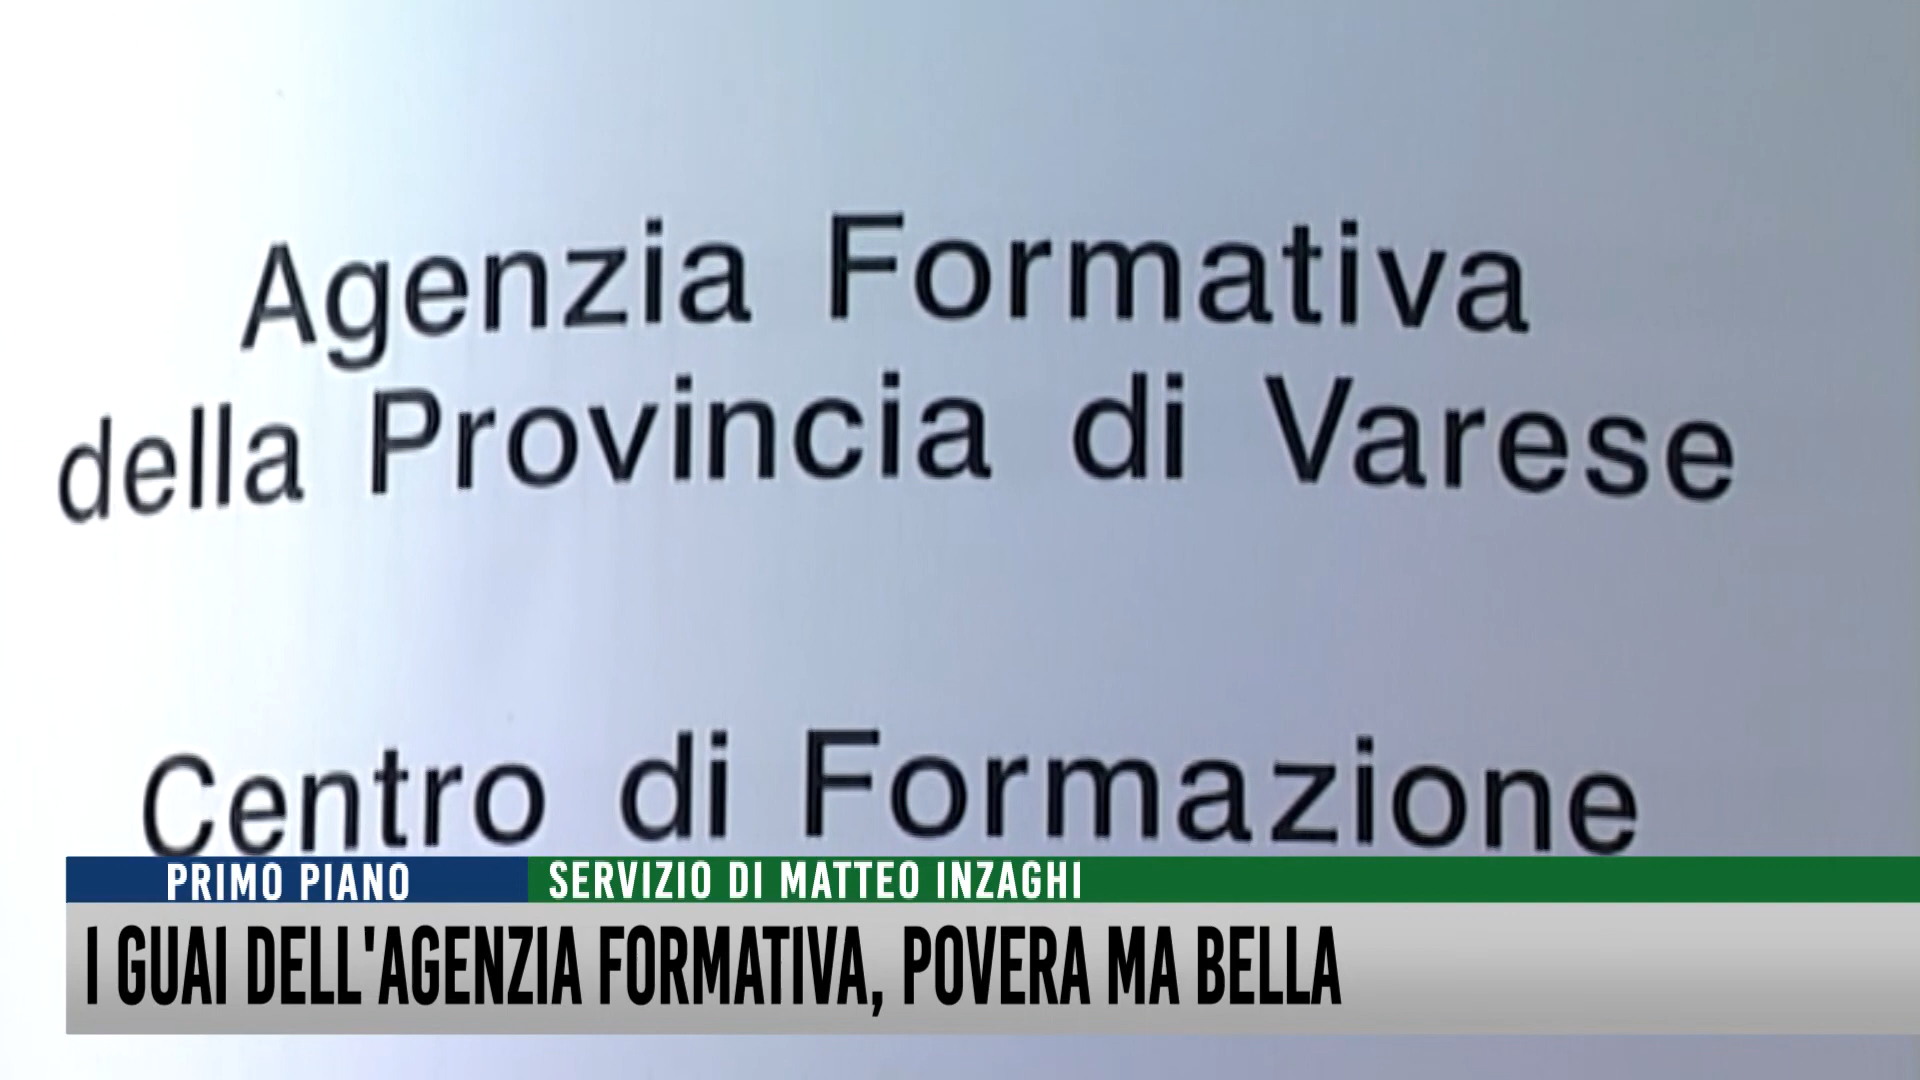 Agenzia Formativa
della Provincia di Varese
Centro di Formazione
PRIMO PIANO
SERVIZIO DI MATTEO INZAGHI
I GUAI DELL'AGENZIA FORMATIVA, POVERA MA BELLA